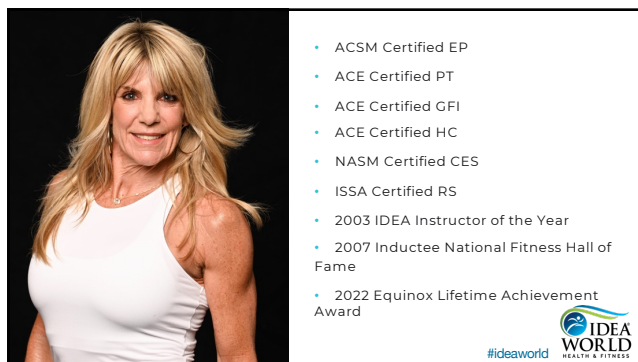 • ACSM Certified EP
• ACE Certified PT
• ACE Certified GFI
• ACE Certified HC
• NASM Certified CES
• ISSA Certified RS
• 2003 IDEA Instructor of the Year
• 2007 Inductee National Fitness Hall of
Fame
• 2022 Equinox Lifetime Achievement
Award
#ideaworld
IDEA®
WORLD
HEALTH & FITNESS